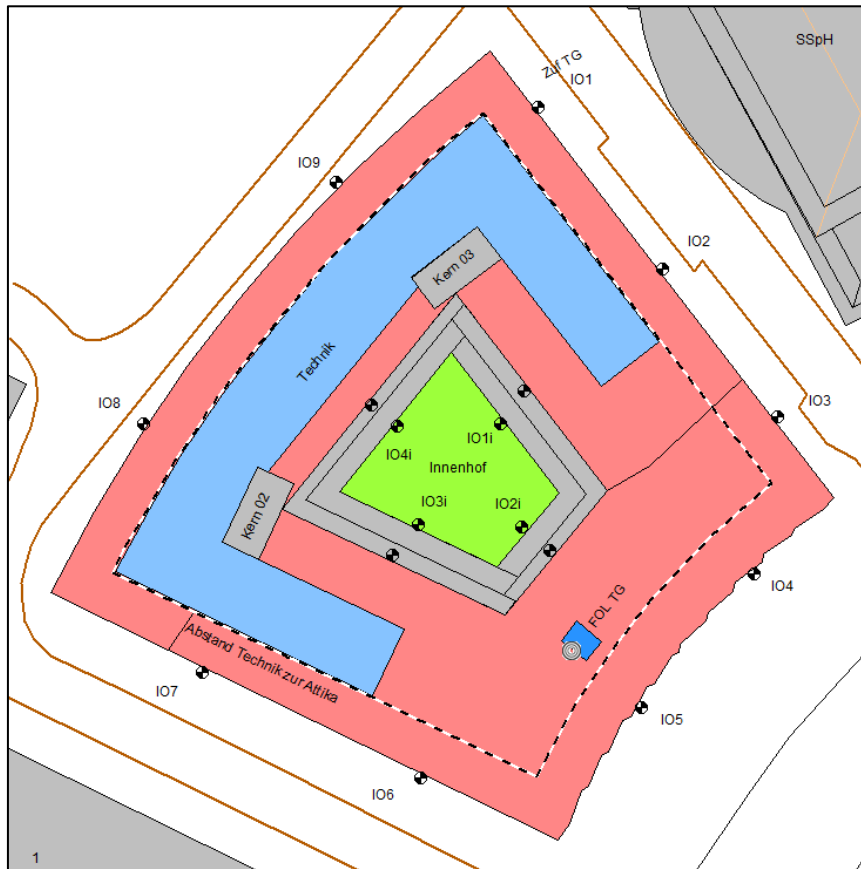 SSpH
Zuf TG
IO1
IO9
IO2
Kern 03
Technik
IO3
IO8
IO1i
IO4i
Innenhof
IO3i
IO2i
Kern 02
IO4
FOL TG
Abstand Technik zur Attika
IO7
IO5
IO6
1